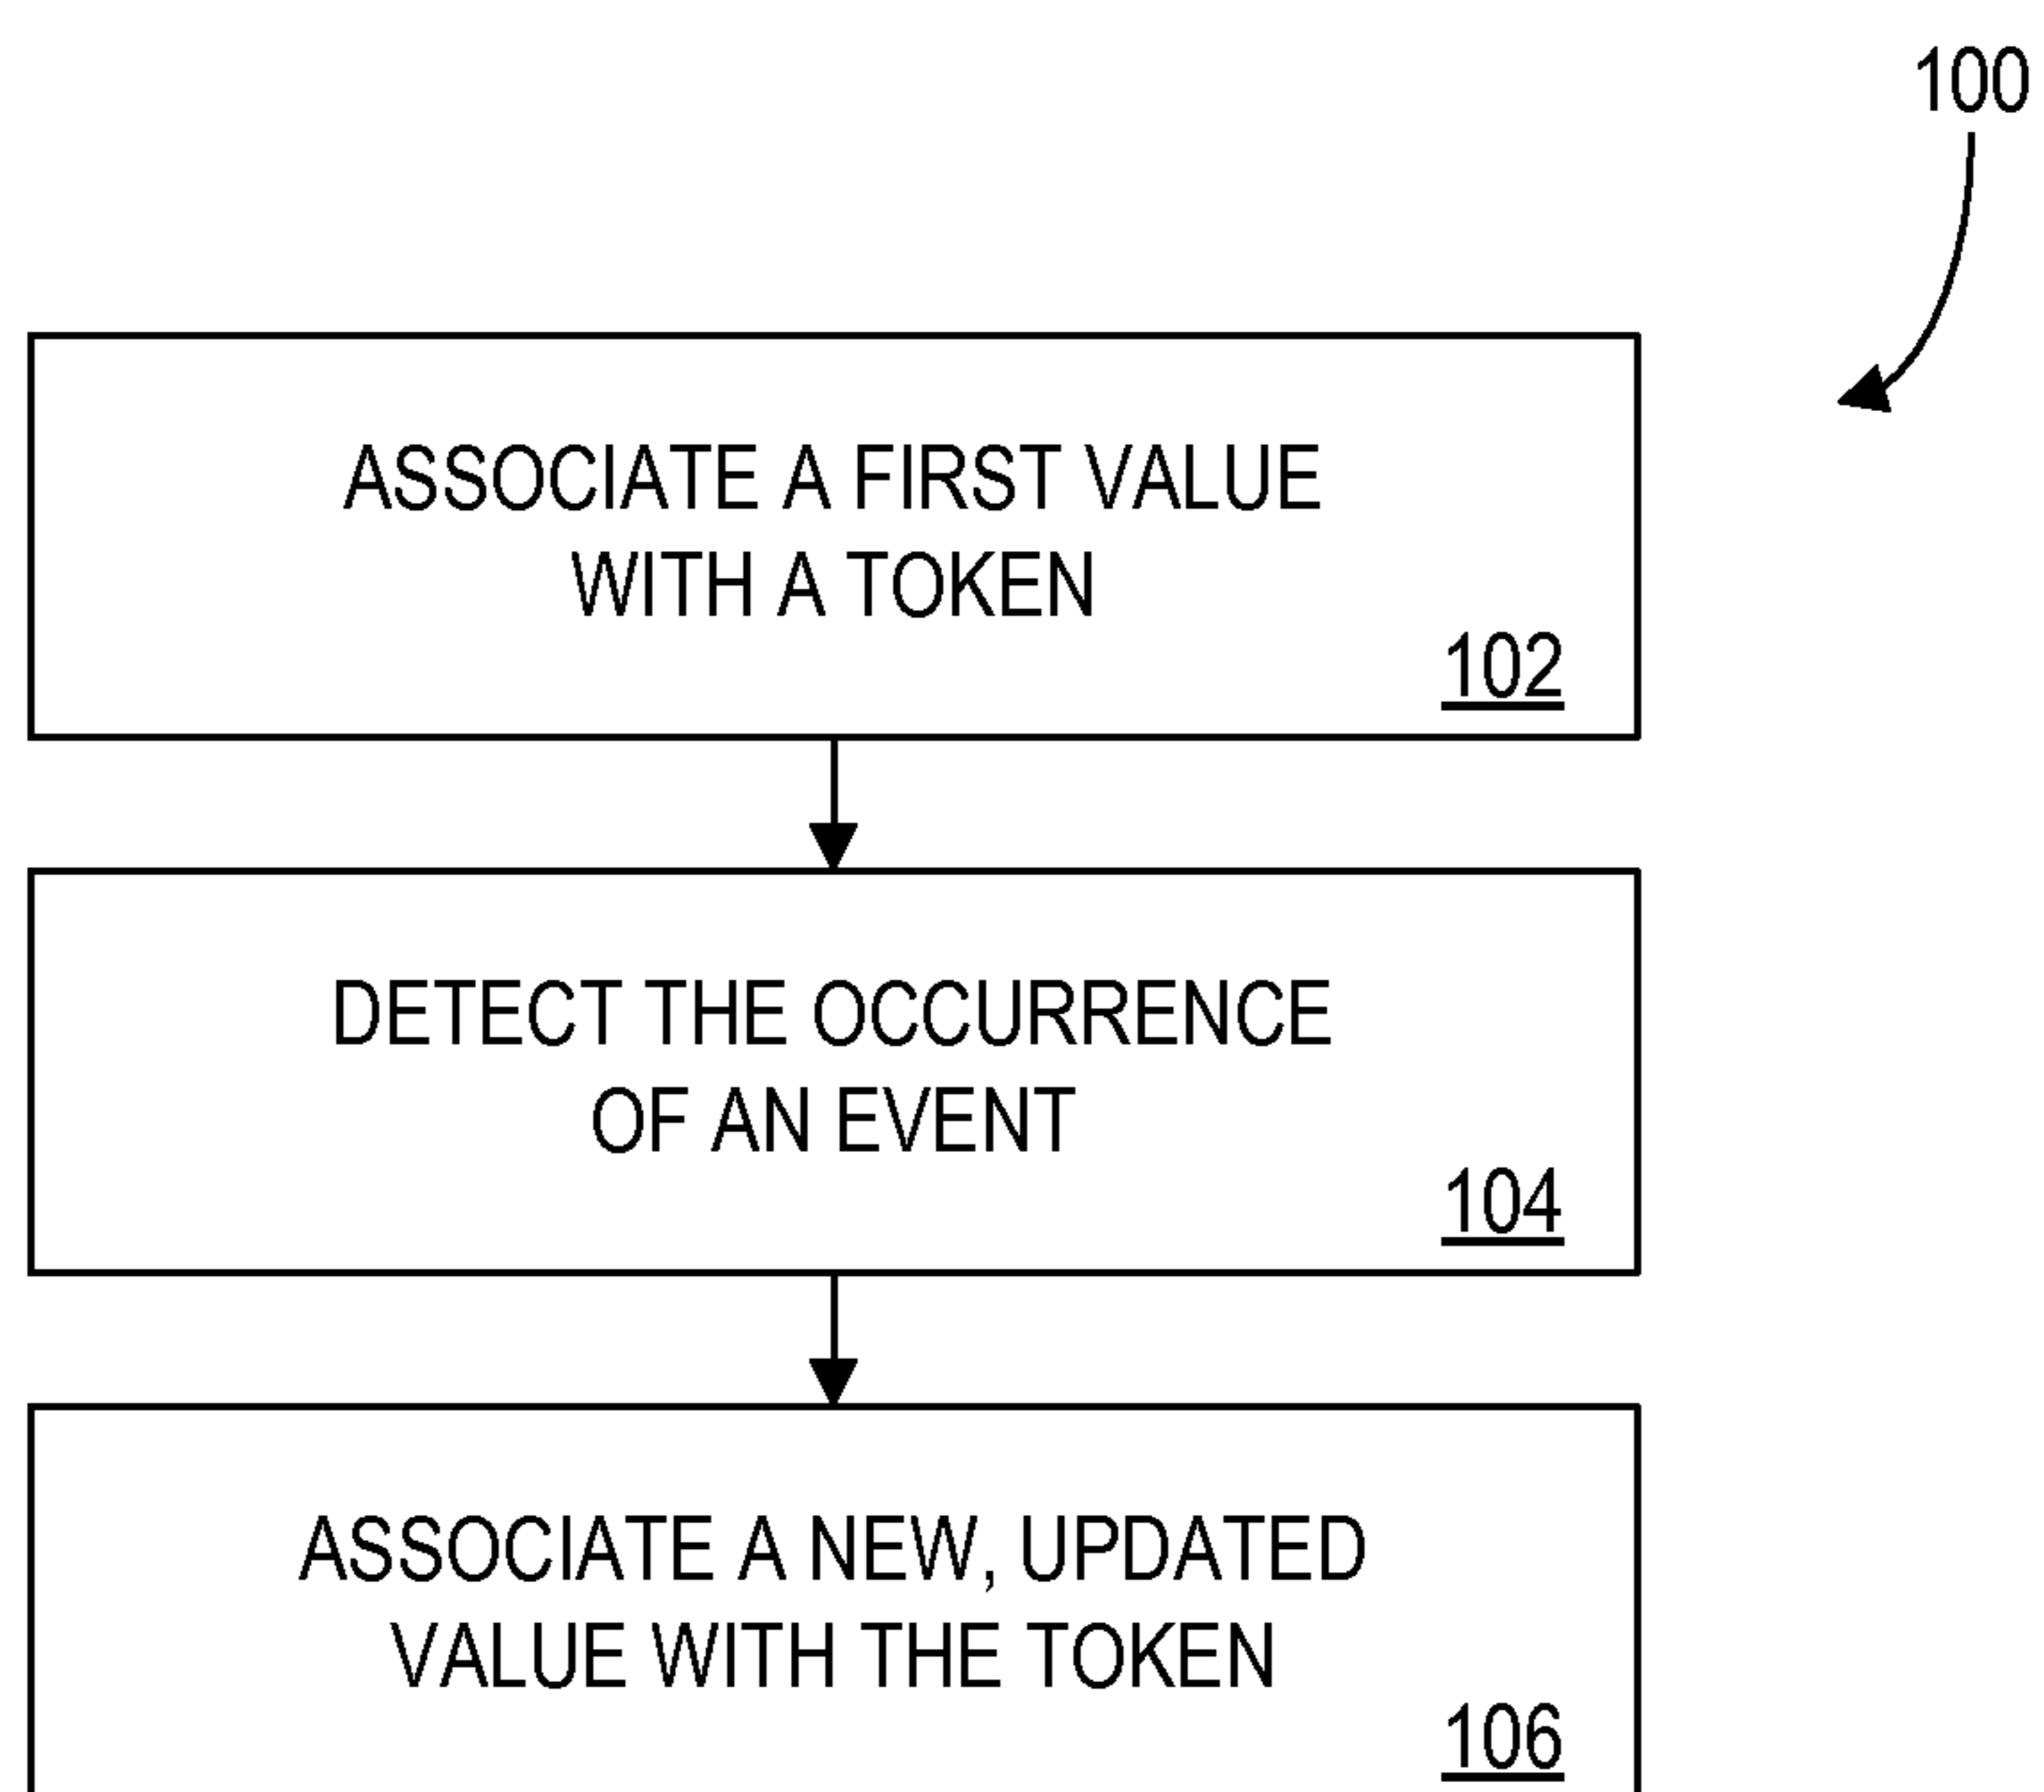 100
ASSOCIATE A FIRST VALUE
WITH A TOKEN
102
DETECT THE OCCURRENCE
OF AN EVENT
104
ASSOCIATE A NEW, UPDATED
VALUE WITH THE TOKEN
106